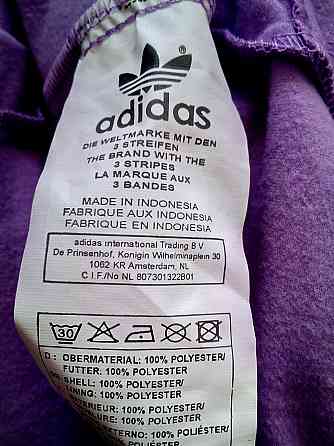 ®
adidas
DIE WELTMARKE MIT DEN
3 STREIFEN
THE BRAND WITH THE
3 STRIPES
LA MARQUE AUX
3 BANDES
MADE IN INDONESIA
FABRIQUE AUX INDONESIA
FABRIQUE EN INDONESIA
adidas International Trading B V
De Prinsenhof, Konigin Wilhelminaplein 30
1062 KR Amsterdam, NL
C.I.F./No NL 807301322B01
30
D: OBERMATERIAL: 100% POLYESTER/
FUTTER: 100% POLYESTER
SHELL: 100% POLYESTER/
LINING: 100% POLYESTER
100% POLYESTER/
100% POLYESTER
100% POLIÉSTER/
POLIÉSTER